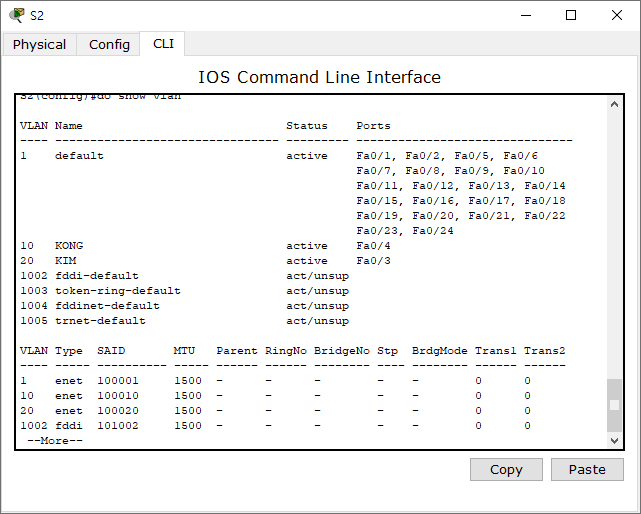 S2
Physical Config CLI
IOS Command Line Interface
S2(config)#do show vlan
VLAN Name                             Status    Ports
---- -------------------------------- --------- -------------------------------
1    default                          active    Fa0/1, Fa0/2, Fa0/5, Fa0/6
                                                Fa0/7, Fa0/8, Fa0/9, Fa0/10
                                                Fa0/11, Fa0/12, Fa0/13, Fa0/14
                                                Fa0/15, Fa0/16, Fa0/17, Fa0/18
                                                Fa0/19, Fa0/20, Fa0/21, Fa0/22
                                                Fa0/23, Fa0/24
10   KONG                             active    Fa0/4
20   KIM                              active    Fa0/3
1002 fddi-default                     act/unsup
1003 token-ring-default               act/unsup
1004 fddinet-default                  act/unsup
1005 trnet-default                    act/unsup
VLAN Type  SAID       MTU   Parent RingNo BridgeNo Stp  BrdgMode Trans1 Trans2
---- ----- ---------- ----- ------ ------ -------- ---- -------- ------ ------
1    enet  100001     1500  -      -      -        -    -        0      0
10   enet  100010     1500  -      -      -        -    -        0      0
20   enet  100020     1500  -      -      -        -    -        0      0
1002 fddi  101002     1500  -      -      -        -    -        0      0
 --More--
Copy Paste